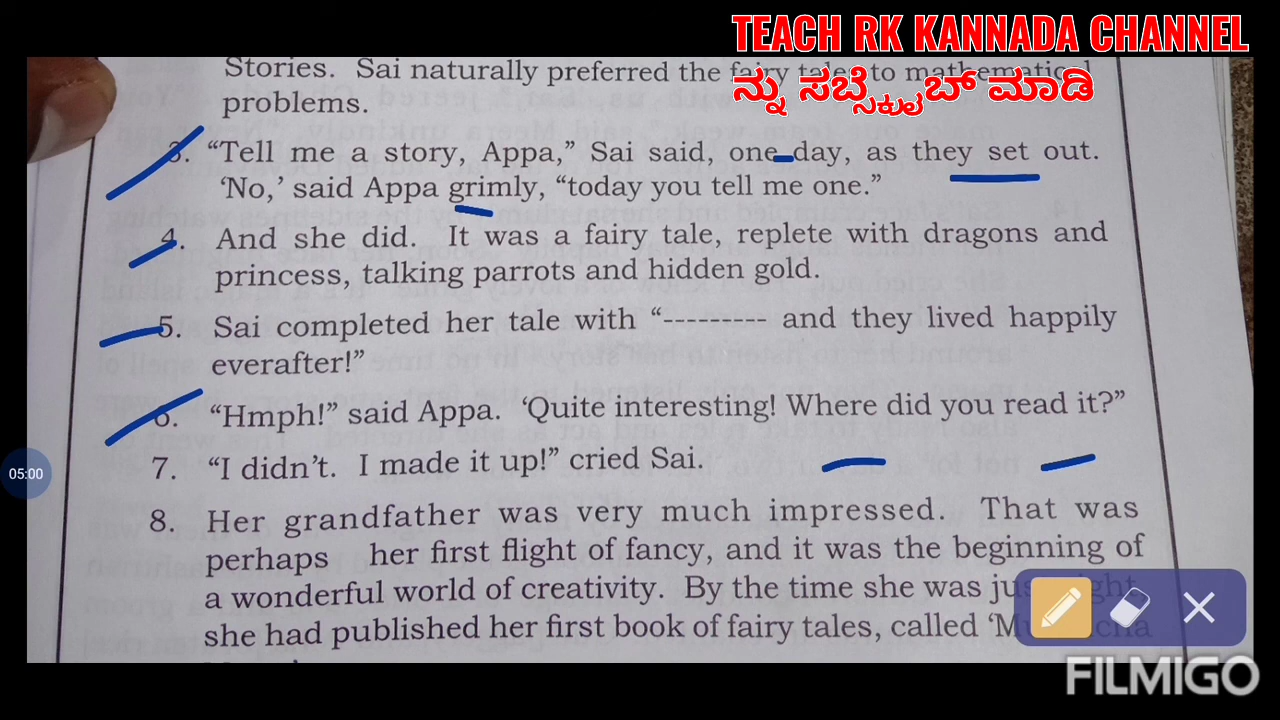 TEACH RK KANNADA CHANNEL
ನ್ನು ಸಬ್ಸ್ಕ್ರೈಬ್ ಮಾಡಿ
Stories. Sai naturally preferred the fairy tales to mathematical
problems.
3. “Tell me a story, Appa,” Sai said, one day, as they set out.
‘No,’ said Appa grimly, “today you tell me one.”
4. And she did. It was a fairy tale, replete with dragons and
princess, talking parrots and hidden gold.
5. Sai completed her tale with “--------- and they lived happily
everafter!”
6. “Hmph!” said Appa. ‘Quite interesting! Where did you read it?”
7. “I didn’t. I made it up!” cried Sai.
05:00
8. Her grandfather was very much impressed. That was
perhaps her first flight of fancy, and it was the beginning of
a wonderful world of creativity. By the time she was just
she had published her first book of fairy tales, called
FILMIGO